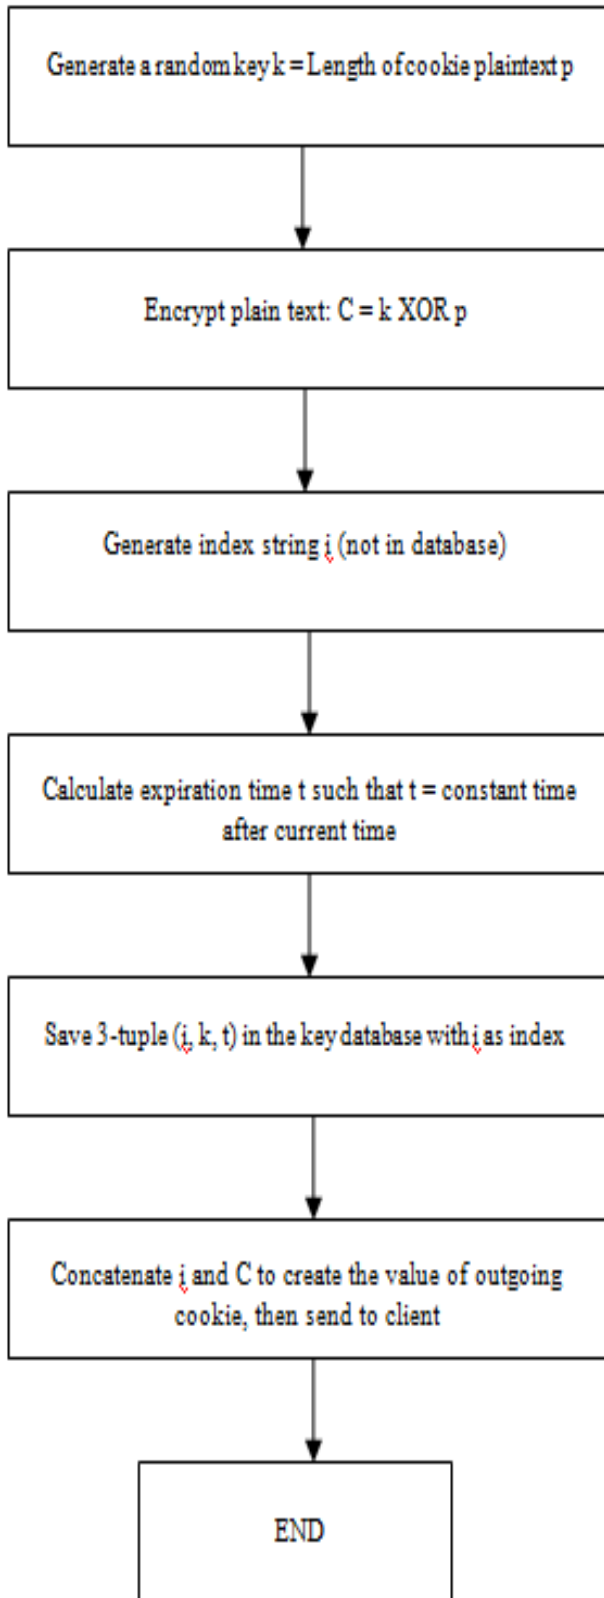 Generate a random key k = Length of cookie plaintext p
Encrypt plain text: C = k XOR p
Generate index string i (not in database)
Calculate expiration time t such that t = constant time
after current time
Save 3-tuple (i, k, t) in the key database with i as index
Concatenate i and C to create the value of outgoing
cookie, then send to client
END